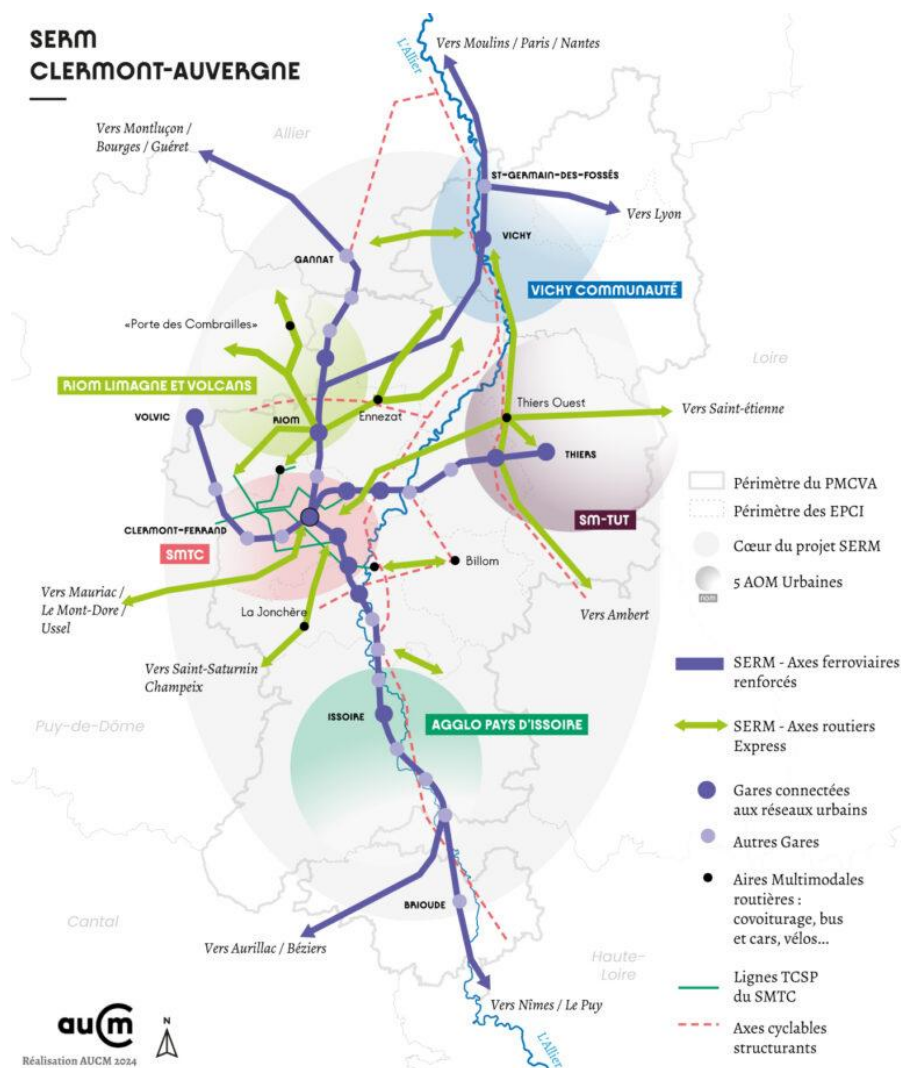 SERM
CLERMONT-AUVERGNE
Vers Moulins / Paris / Nantes
L'Allier
Vers Montluçon /
Bourges / Guéret
Allier
ST-GERMAIN-DES-FOSSÉS
Vers Lyon
VICHY
GANNAT
VICHY COMMUNAUTÉ
«Porte des Combrailles»
Loire
RIOM LIMAGNE ET VOLCANS
Thiers Ouest
Vers Saint-étienne
VOLVIC
RIOM
Ennezat
THIERS
CLERMONT-FERRAND
SM-TUT
SMTC
Billom
Vers Mauriac /
Le Mont-Dore /
Ussel
La Jonchère
Vers Ambert
Vers Saint-Saturnin
Champeix
Puy-de-Dôme
ISSOIRE
AGGLO PAYS D'ISSOIRE
BRIOUDE
Cantal
Vers Aurillac / Béziers
Haute-
Loire
Vers Nîmes / Le Puy
L'Allier
Périmètre du PMCVA
Périmètre des EPCI
Cœur du projet SERM
5 AOM Urbaines
nom
SERM - Axes ferroviaires
renforcés
SERM - Axes routiers
Express
Gares connectées
aux réseaux urbains
Autres Gares
Aires Multimodales
routières :
covoiturage, bus
et cars, vélos...
Lignes TCSP
du SMTC
Axes cyclables
structurants
aucm
N
Réalisation AUCM 2024